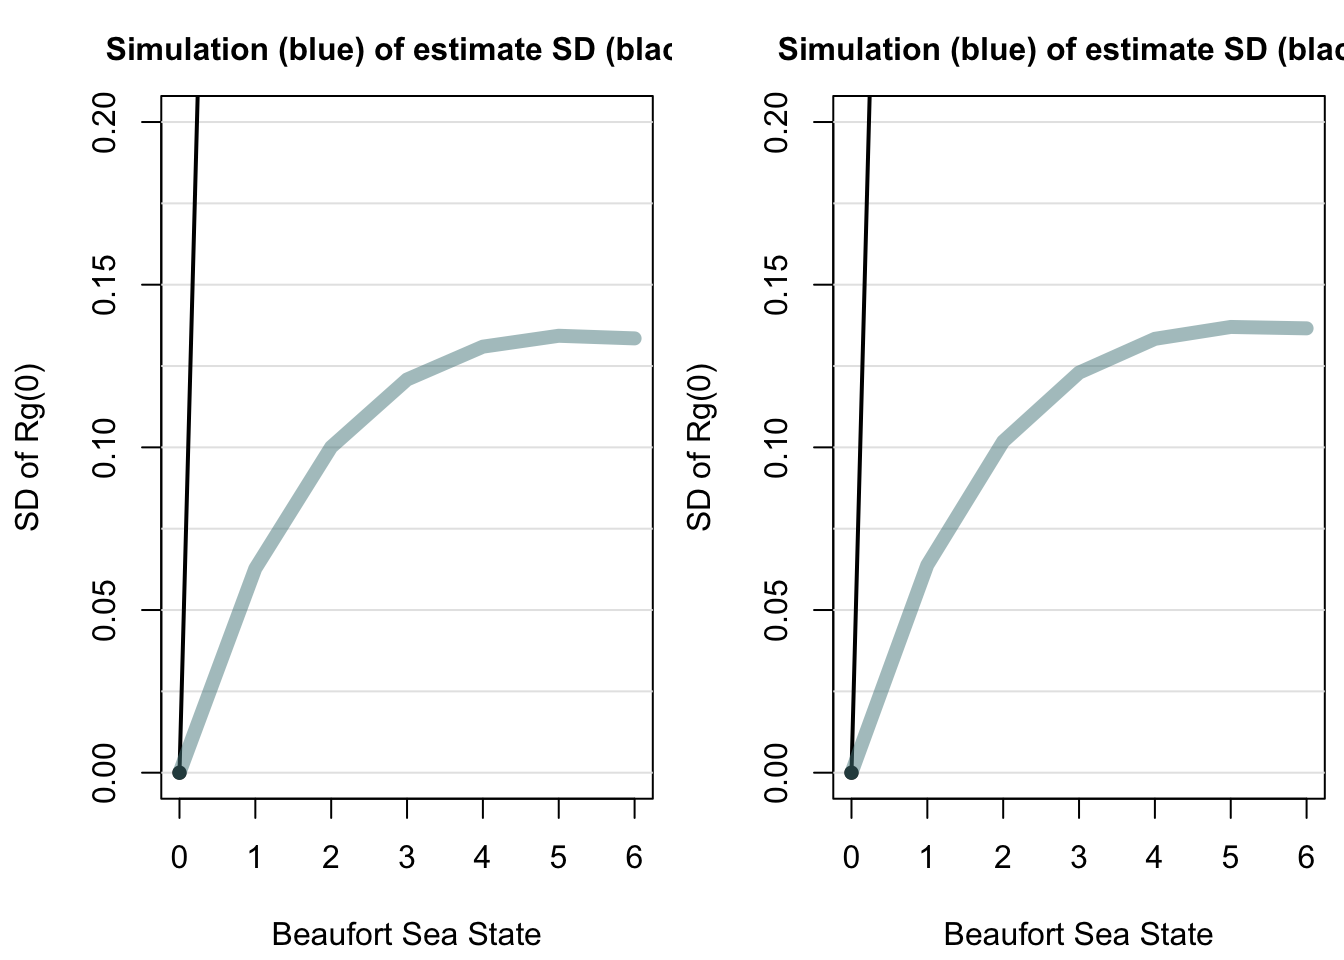 Simulation (blue) of estimate SD (blac
SD of Rg(0)
0.20
0.15
0.10
0.05
0.00
0 1 2 3 4 5 6
Beaufort Sea State
Simulation (blue) of estimate SD (blac
SD of Rg(0)
0.20
0.15
0.10
0.05
0.00
0 1 2 3 4 5 6
Beaufort Sea State